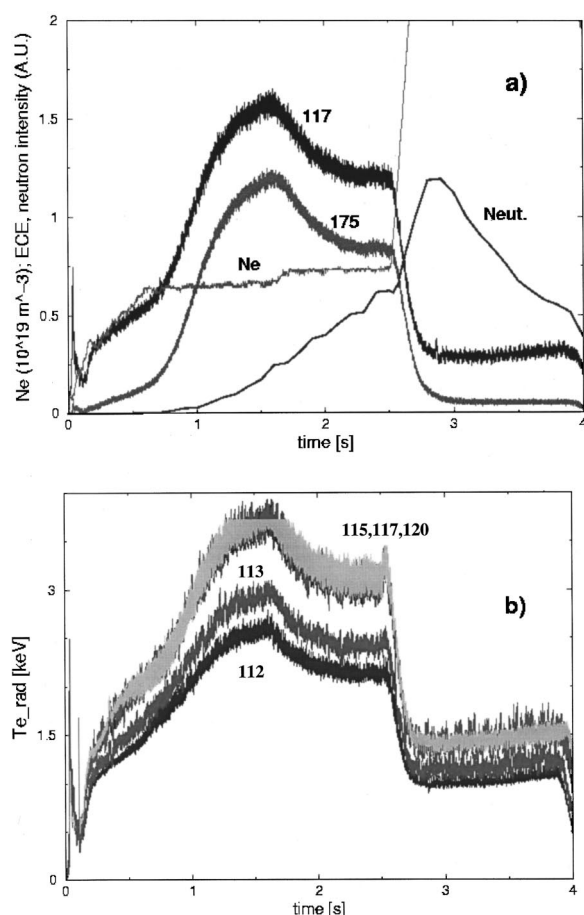 2
a)
117
1.5
175
Neut.
1
Ne
0.5
0
0 1 2 3 4
time [s]
Ne (10^19 m^-3); ECE, neutron intensity (A.U.)
115,117,120
b)
3
113
112
1.5
0
0 1 2 3 4
time [s]
Te_rad [keV]